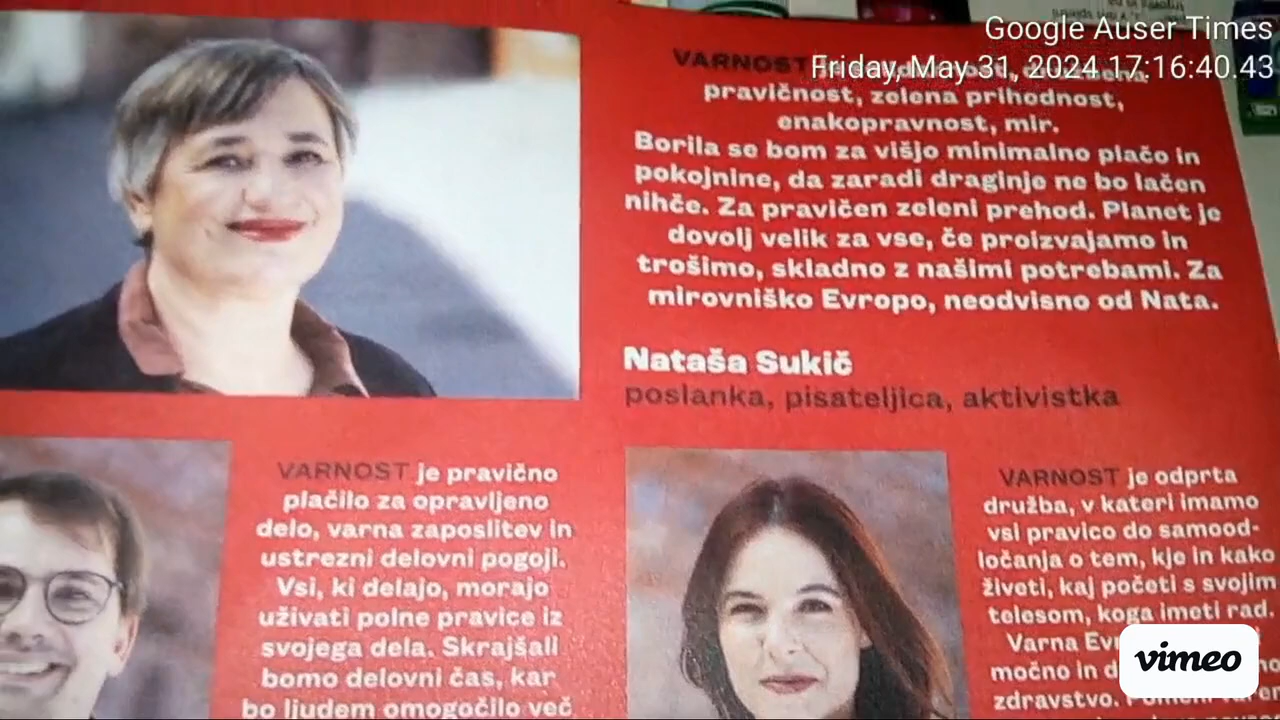 Google Auser Times
Friday, May 31, 2024 17:16:40.43
VARNOST
pravičnost, zelena prihodnost,
enakopravnost, mir.
Borila se bom za višjo minimalno plačo in
pokojnine, da zaradi draginje ne bo lačen
nihče. Za pravičen zeleni prehod. Planet je
dovolj velik za vse, če proizvajamo in
trošimo, skladno z našimi potrebami. Za
mirovniško Evropo, neodvisno od Nata.
Nataša Sukič
poslanka, pisateljica, aktivistka
VARNOST je pravično
plačilo za opravljeno
delo, varna zaposlitev in
ustrezni delovni pogoji.
Vsi, ki delajo, morajo
uživati polne pravice iz
svojega dela. Skrajšali
bomo delovni čas, kar
bo ljudem omogočilo več
VARNOST je odprta
družba, v kateri imamo
vsi pravico do samood-
ločanja o tem, kje in kako
živeti, kaj početi s svojim
telesom, koga imeti rad.
Varna
močno in
zdravstvo.
vimeo